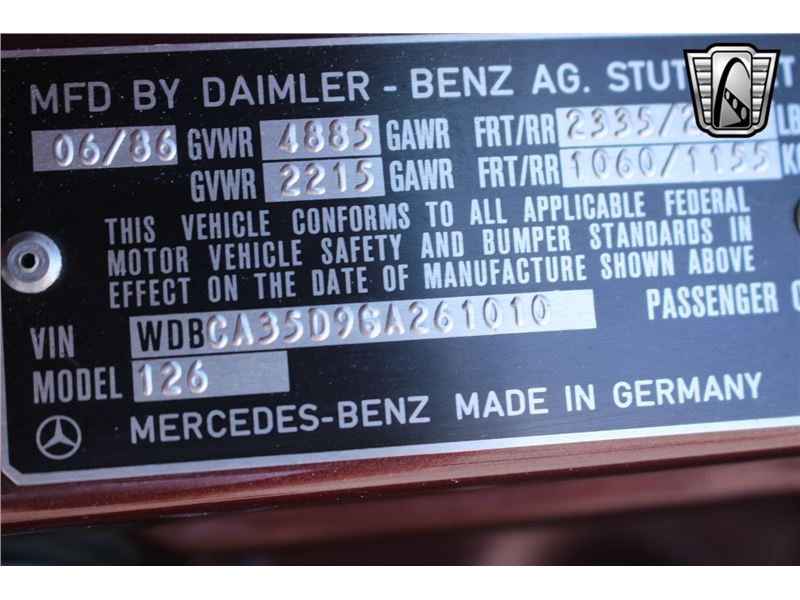 MFD BY DAIMLER - BENZ AG.
06/86 GVWR 4885 GAWR FRT/RR 2335/
GVWR 2215 GAWR FRT/RR 1060/1155
THIS VEHICLE CONFORMS TO ALL APPLICABLE FEDERAL
MOTOR VEHICLE SAFETY AND BUMPER STANDARDS IN
EFFECT ON THE DATE OF MANUFACTURE SHOWN ABOVE
VIN WDBCA35D9GA261010 PASSENGER
MODEL 126
MERCEDES-BENZ MADE IN GERMANY